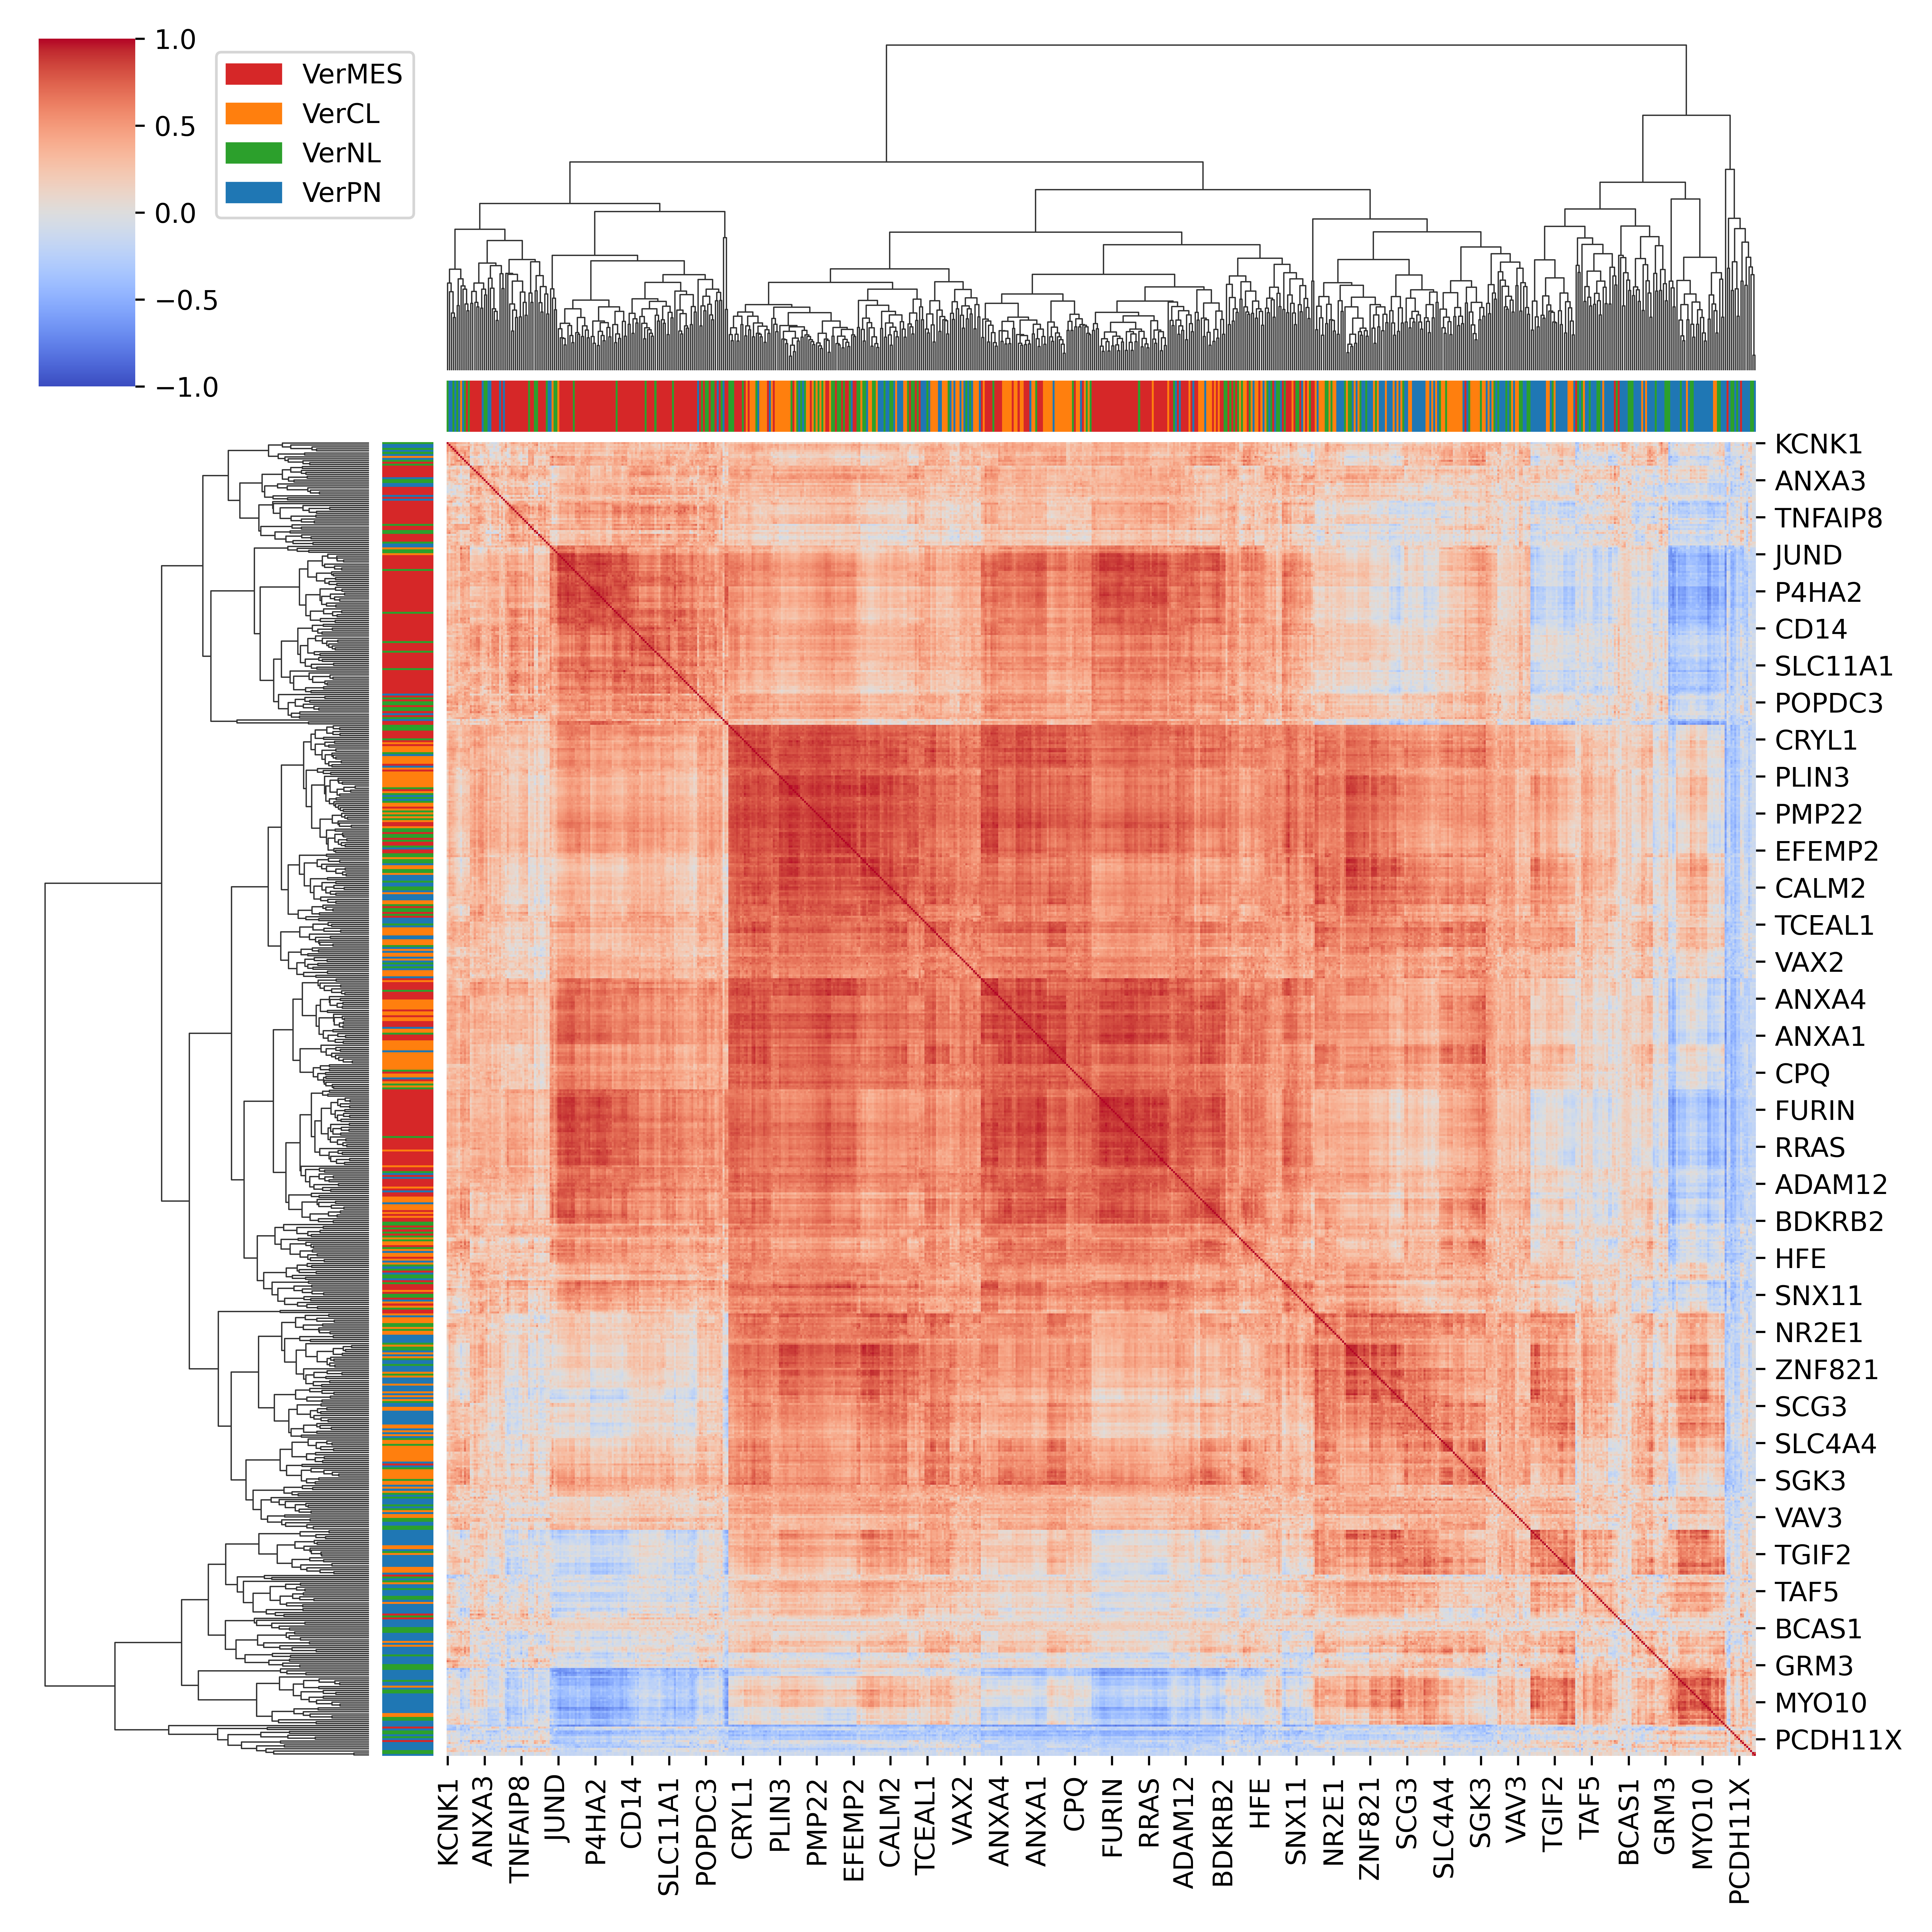 1.0
0.5
0.0
−0.5
−1.0
VerMES
VerCL
VerNL
VerPN
KCNK1
ANXA3
TNFAIP8
JUND
P4HA2
CD14
SLC11A1
POPDC3
CRYL1
PLIN3
PMP22
EFEMP2
CALM2
TCEAL1
VAX2
ANXA4
ANXA1
CPQ
FURIN
RRAS
ADAM12
BDKRB2
HFE
SNX11
NR2E1
ZNF821
SCG3
SLC4A4
SGK3
VAV3
TGIF2
TAF5
BCAS1
GRM3
MYO10
PCDH11X
KCNK1
ANXA3
TNFAIP8
JUND
P4HA2
CD14
SLC11A1
POPDC3
CRYL1
PLIN3
PMP22
EFEMP2
CALM2
TCEAL1
VAX2
ANXA4
ANXA1
CPQ
FURIN
RRAS
ADAM12
BDKRB2
HFE
SNX11
NR2E1
ZNF821
SCG3
SLC4A4
SGK3
VAV3
TGIF2
TAF5
BCAS1
GRM3
MYO10
PCDH11X